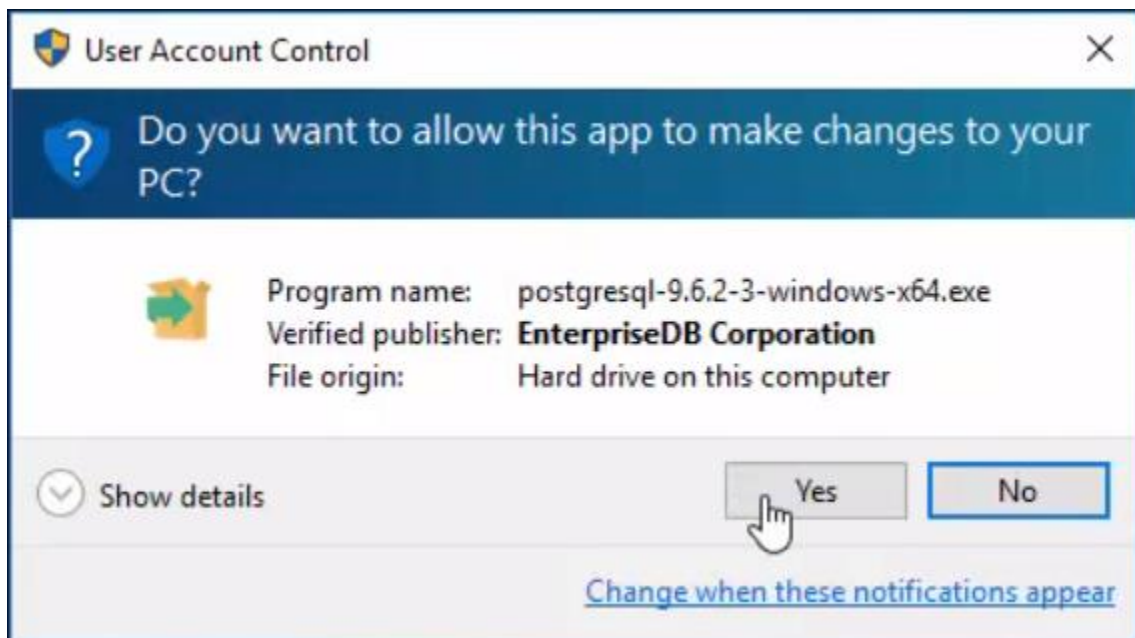 User Account Control
Do you want to allow this app to make changes to your
PC?
Program name: postgresql-9.6.2-3-windows-x64.exe
Verified publisher: EnterpriseDB Corporation
File origin: Hard drive on this computer
Show details Yes No
Change when these notifications appear